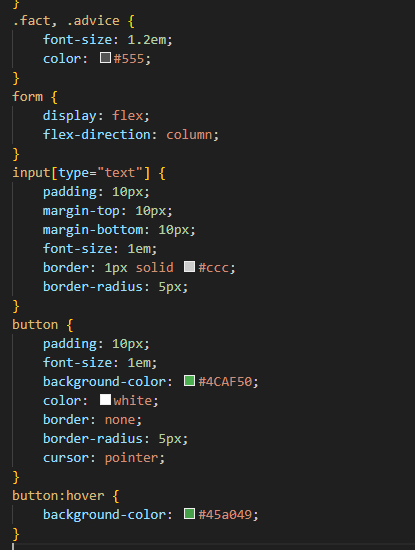 }
.fact, .advice {
    font-size: 1.2em;
    color: #555;
}
form {
    display: flex;
    flex-direction: column;
}
input[type="text"] {
    padding: 10px;
    margin-top: 10px;
    margin-bottom: 10px;
    font-size: 1em;
    border: 1px solid #ccc;
    border-radius: 5px;
}
button {
    padding: 10px;
    font-size: 1em;
    background-color: #4CAF50;
    color: white;
    border: none;
    border-radius: 5px;
    cursor: pointer;
}
button:hover {
    background-color: #45a049;
}